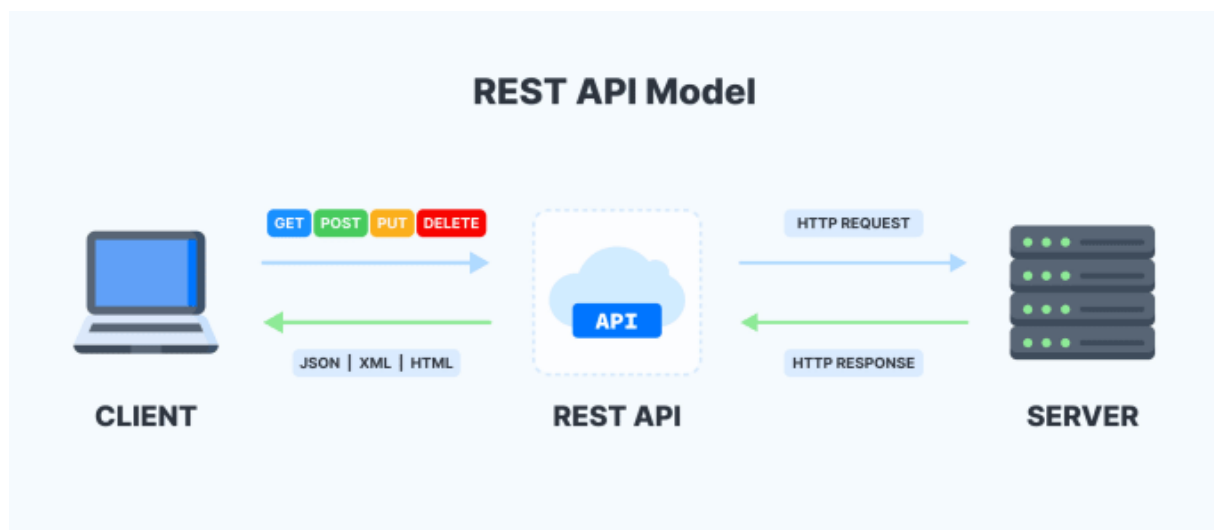 REST API Model
GET POST PUT DELETE
HTTP REQUEST
API
JSON | XML | HTML
HTTP RESPONSE
CLIENT
REST API
SERVER